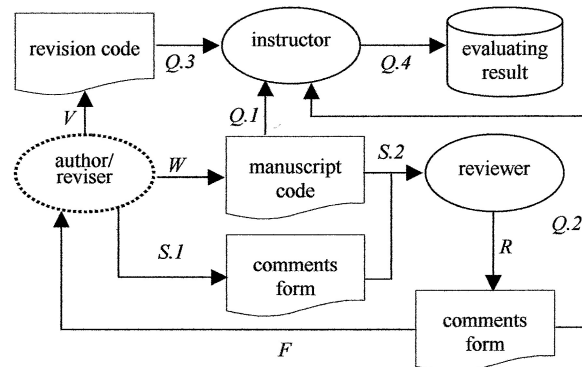 revision code
Q.3
instructor
Q.4
evaluating
result
V
Q.1
author/
reviser
W
manuscript
code
S.2
reviewer
S.1
comments
form
R
Q.2
F
comments
form